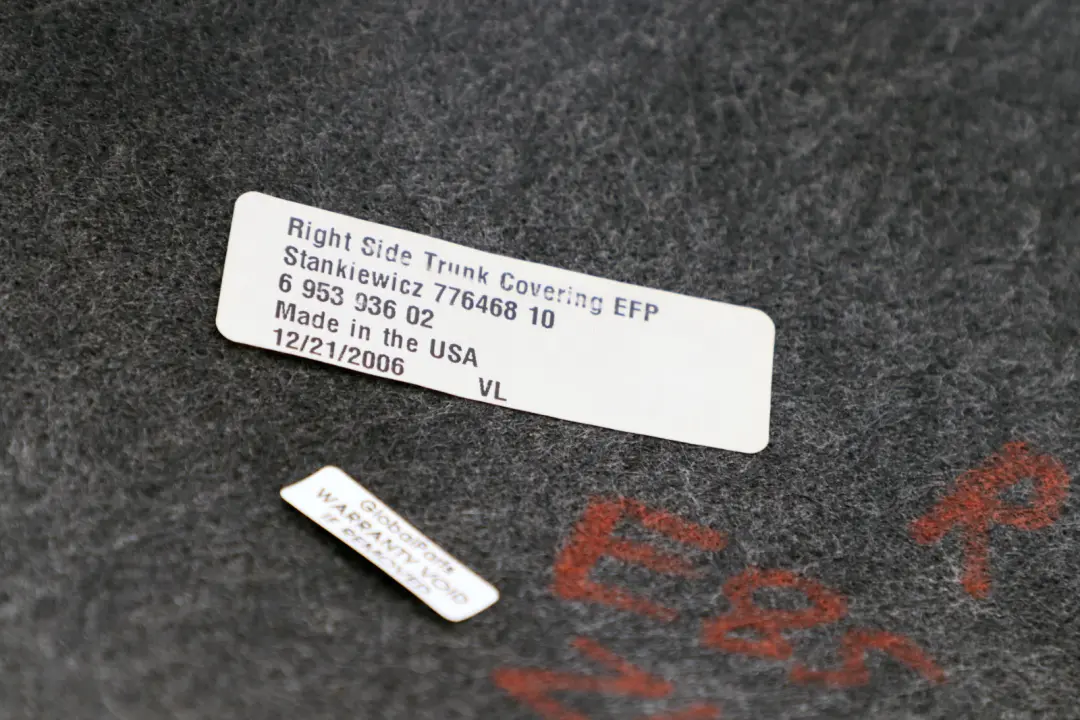 Right Side Trunk Covering EFP
Stankiewicz 776468 10
6 953 936 02
Made in the USA
12/21/2006 VL
GlobalParts
WARRANTY VOID
IF REMOVED
R
E85